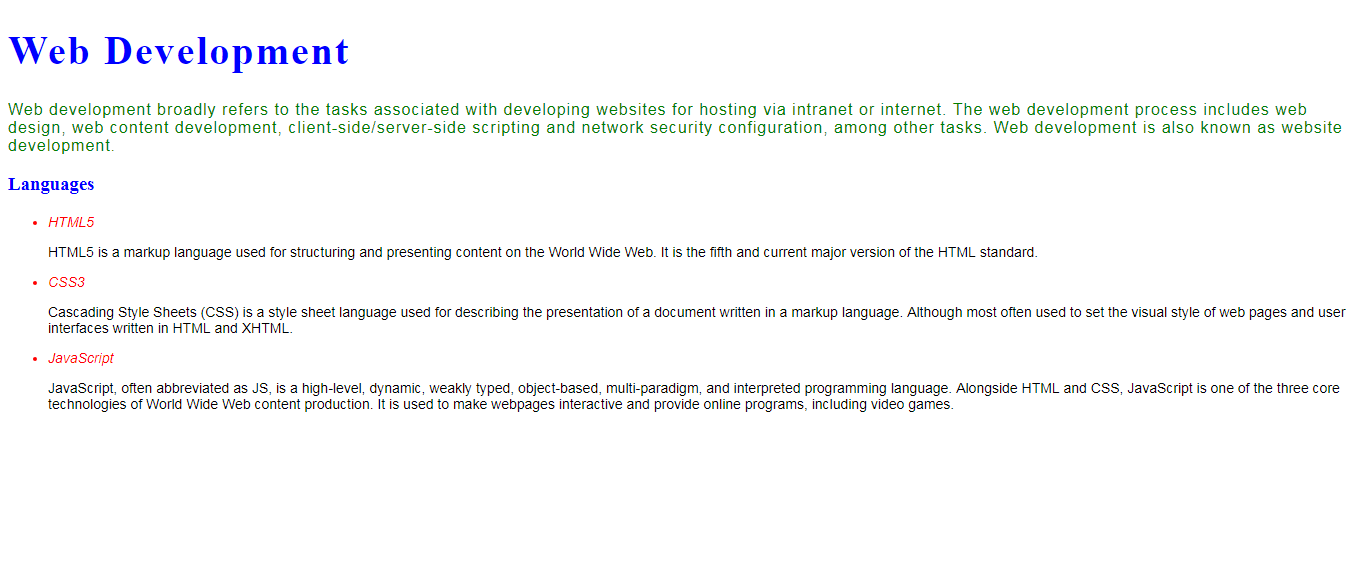 Web Development
Web development broadly refers to the tasks associated with developing websites for hosting via intranet or internet. The web development process includes web
design, web content development, client-side/server-side scripting and network security configuration, among other tasks. Web development is also known as website
development.
Languages
• HTML5
HTML5 is a markup language used for structuring and presenting content on the World Wide Web. It is the fifth and current major version of the HTML standard.
• CSS3
Cascading Style Sheets (CSS) is a style sheet language used for describing the presentation of a document written in a markup language. Although most often used to set the visual style of web pages and user
interfaces written in HTML and XHTML.
• JavaScript
JavaScript, often abbreviated as JS, is a high-level, dynamic, weakly typed, object-based, multi-paradigm, and interpreted programming language. Alongside HTML and CSS, JavaScript is one of the three core
technologies of World Wide Web content production. It is used to make webpages interactive and provide online programs, including video games.